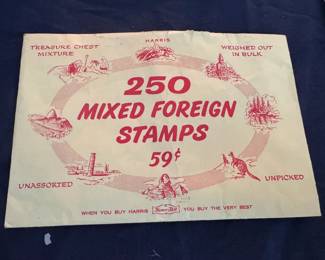 HARRIS
TREASURE CHEST
MIXTURE
WEIGHED OUT
IN BULK
250
MIXED FOREIGN
STAMPS
59¢
UNASSORTED
UNPICKED
WHEN YOU BUY HARRIS YOU BUY THE VERY BEST